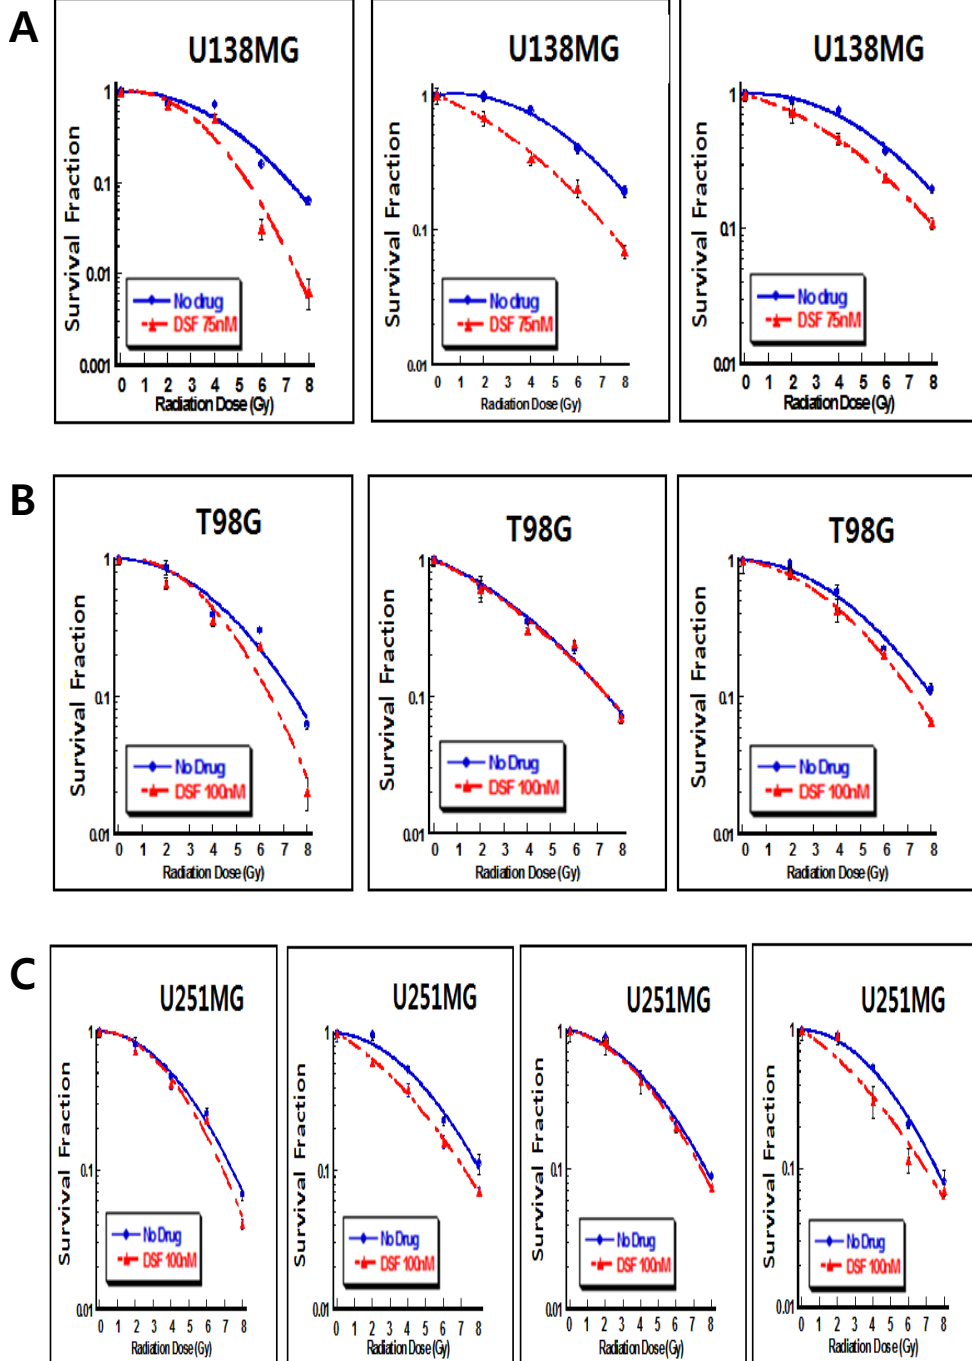 A
U138MG
1
0.1
0.01
0.001
Survival Fraction
No drug
DSF 75nM
0 1 2 3 4 5 6 7 8
Radiation Dose (Gy)
U138MG
1
0.1
0.01
Survival Fraction
No drug
DSF 75nM
0 1 2 3 4 5 6 7 8
Radiation Dose (Gy)
U138MG
1
0.1
0.01
Survival Fraction
No drug
DSF 75nM
0 1 2 3 4 5 6 7 8
Radiation Dose (Gy)
B
T98G
1
0.1
0.01
Survival Fraction
No Drug
DSF 100nM
0 1 2 3 4 5 6 7 8
Radiation Dose (Gy)
T98G
1
0.1
0.01
Survival Fraction
No Drug
DSF 100nM
0 1 2 3 4 5 6 7 8
Radiation Dose (Gy)
T98G
1
0.1
0.01
Survival Fraction
No Drug
DSF 100nM
0 1 2 3 4 5 6 7 8
Radiation Dose (Gy)
C
U251MG
1
0.1
0.01
Survival Fraction
No Drug
DSF 100nM
0 1 2 3 4 5 6 7 8
Radiation Dose (Gy)
U251MG
1
0.1
0.01
Survival Fraction
No Drug
DSF 100nM
0 1 2 3 4 5 6 7 8
Radiation Dose (Gy)
U251MG
1
0.1
0.01
Survival Fraction
No Drug
DSF 100nM
0 1 2 3 4 5 6 7 8
Radiation Dose (Gy)
U251MG
1
0.1
0.01
Survival Fraction
No Drug
DSF 100nM
0 1 2 3 4 5 6 7 8
Radiation Dose (Gy)